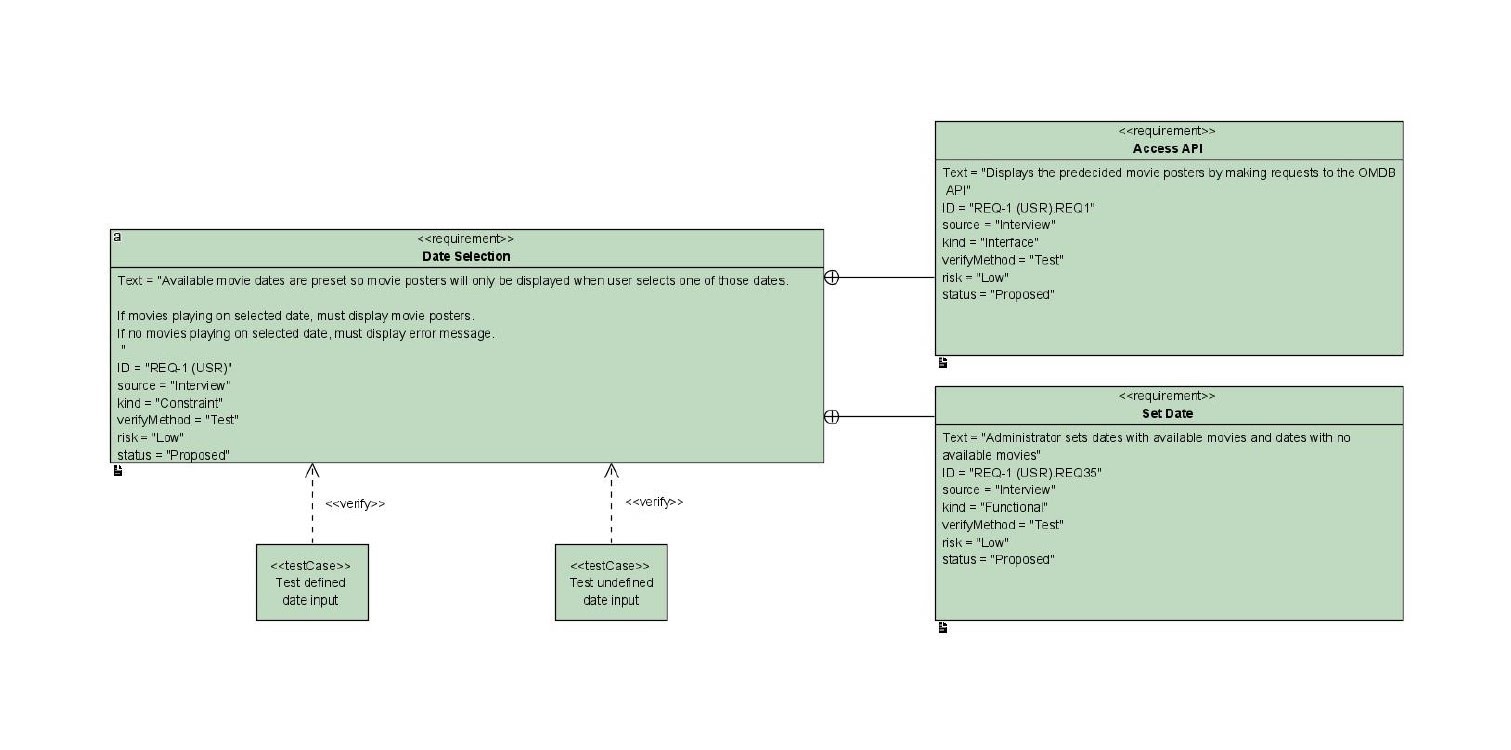 a
<<requirement>>
Date Selection
Text = "Available movie dates are preset so movie posters will only be displayed when user selects one of those dates.
If movies playing on selected date, must display movie posters.
If no movies playing on selected date, must display error message.
"
ID = "REQ-1 (USR)"
source = "Interview"
kind = "Constraint"
verifyMethod = "Test"
risk = "Low"
status = "Proposed"
<<verify>>
<<verify>>
<<testCase>>
Test defined
date input
<<testCase>>
Test undefined
date input
<<requirement>>
Access API
Text = "Displays the predecided movie posters by making requests to the OMDB
API"
ID = "REQ-1 (USR).REQ1"
source = "Interview"
kind = "Interface"
verifyMethod = "Test"
risk = "Low"
status = "Proposed"
<<requirement>>
Set Date
Text = "Administrator sets dates with available movies and dates with no
available movies"
ID = "REQ-1 (USR).REQ35"
source = "Interview"
kind = "Functional"
verifyMethod = "Test"
risk = "Low"
status = "Proposed"